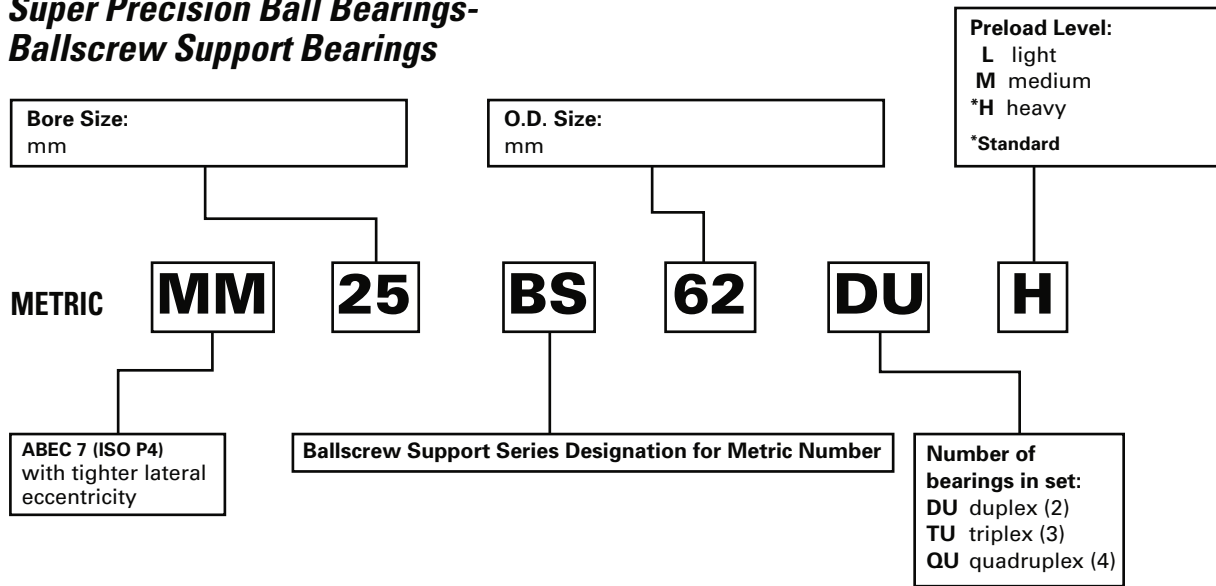 Super Precision Ball Bearings-
Ballscrew Support Bearings
Preload Level:
L light
M medium
*H heavy
*Standard
Bore Size:
mm
O.D. Size:
mm
METRIC MM 25 BS 62 DU H
ABEC 7 (ISO P4)
with tighter lateral
eccentricity
Ballscrew Support Series Designation for Metric Number
Number of
bearings in set:
DU duplex (2)
TU triplex (3)
QU quadruplex (4)